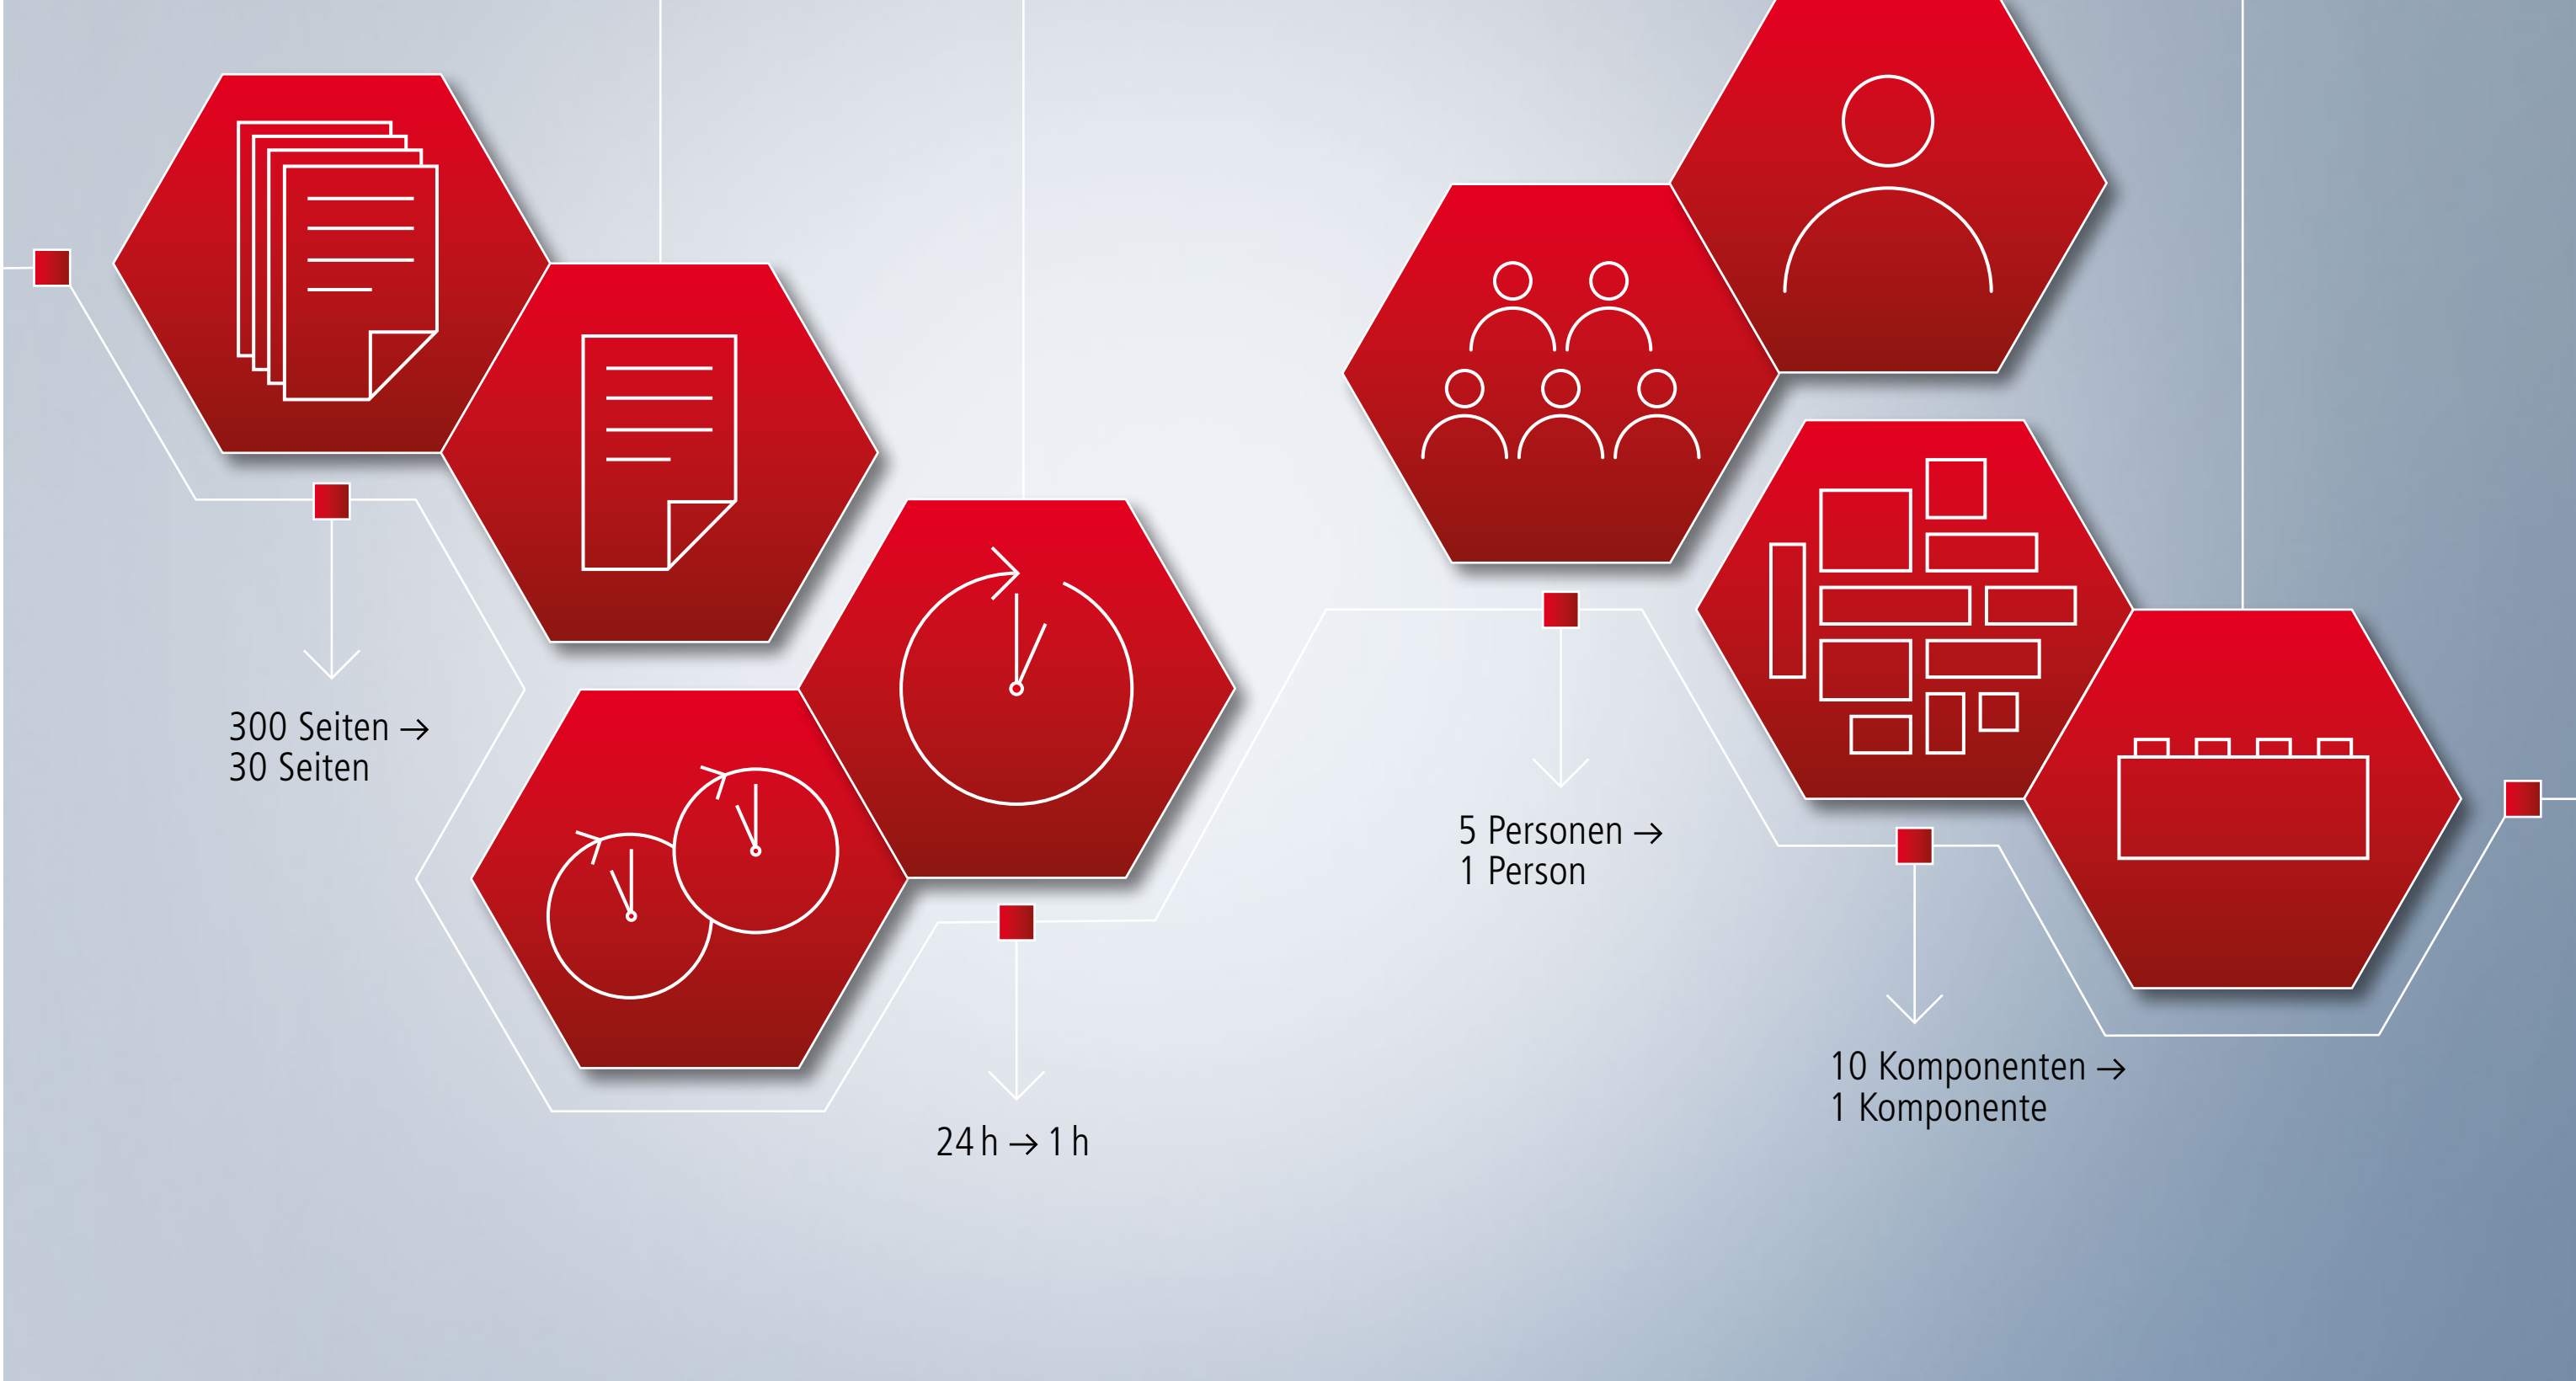 300 Seiten →
30 Seiten
24 h → 1 h
5 Personen →
1 Person
10 Komponenten →
1 Komponente